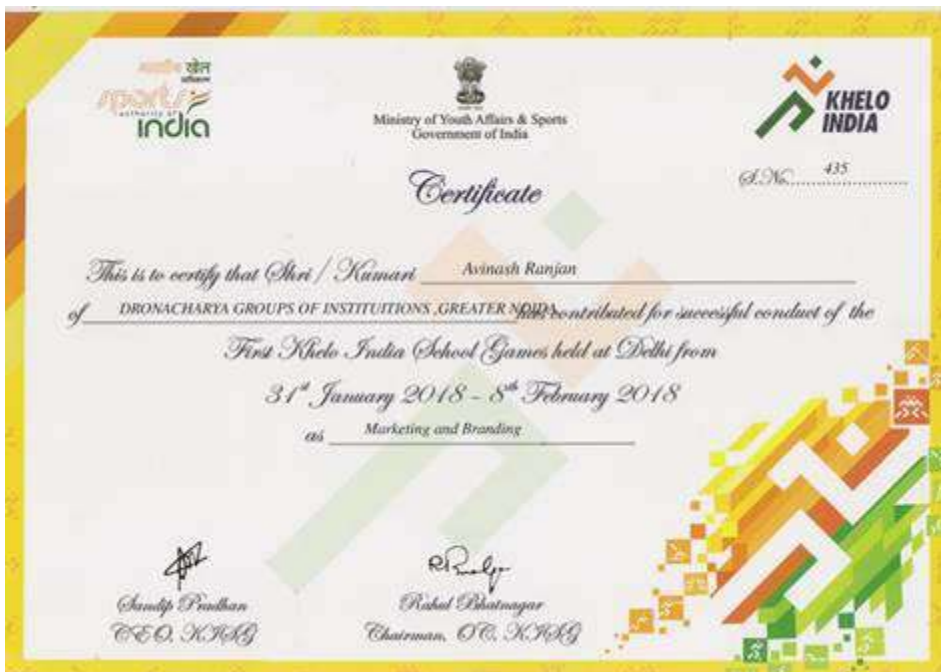 भारतीय खेल
प्राधिकरण
sports
authority of
india
Ministry of Youth Affairs & Sports
Government of India
KHELO
INDIA
S.No. 435
Certificate
This is to certify that Shri / Kumari Avinash Ranjan
of DRONACHARYA GROUPS OF INSTITUITIONS ,GREATER NOIDA has contributed for successful conduct of the
First Khelo India School Games held at Delhi from
31st January 2018 - 8th February 2018
as Marketing and Branding
Sandip Pradhan
CEO, KISG
Rahul Bhatnagar
Chairman, OC, KISG